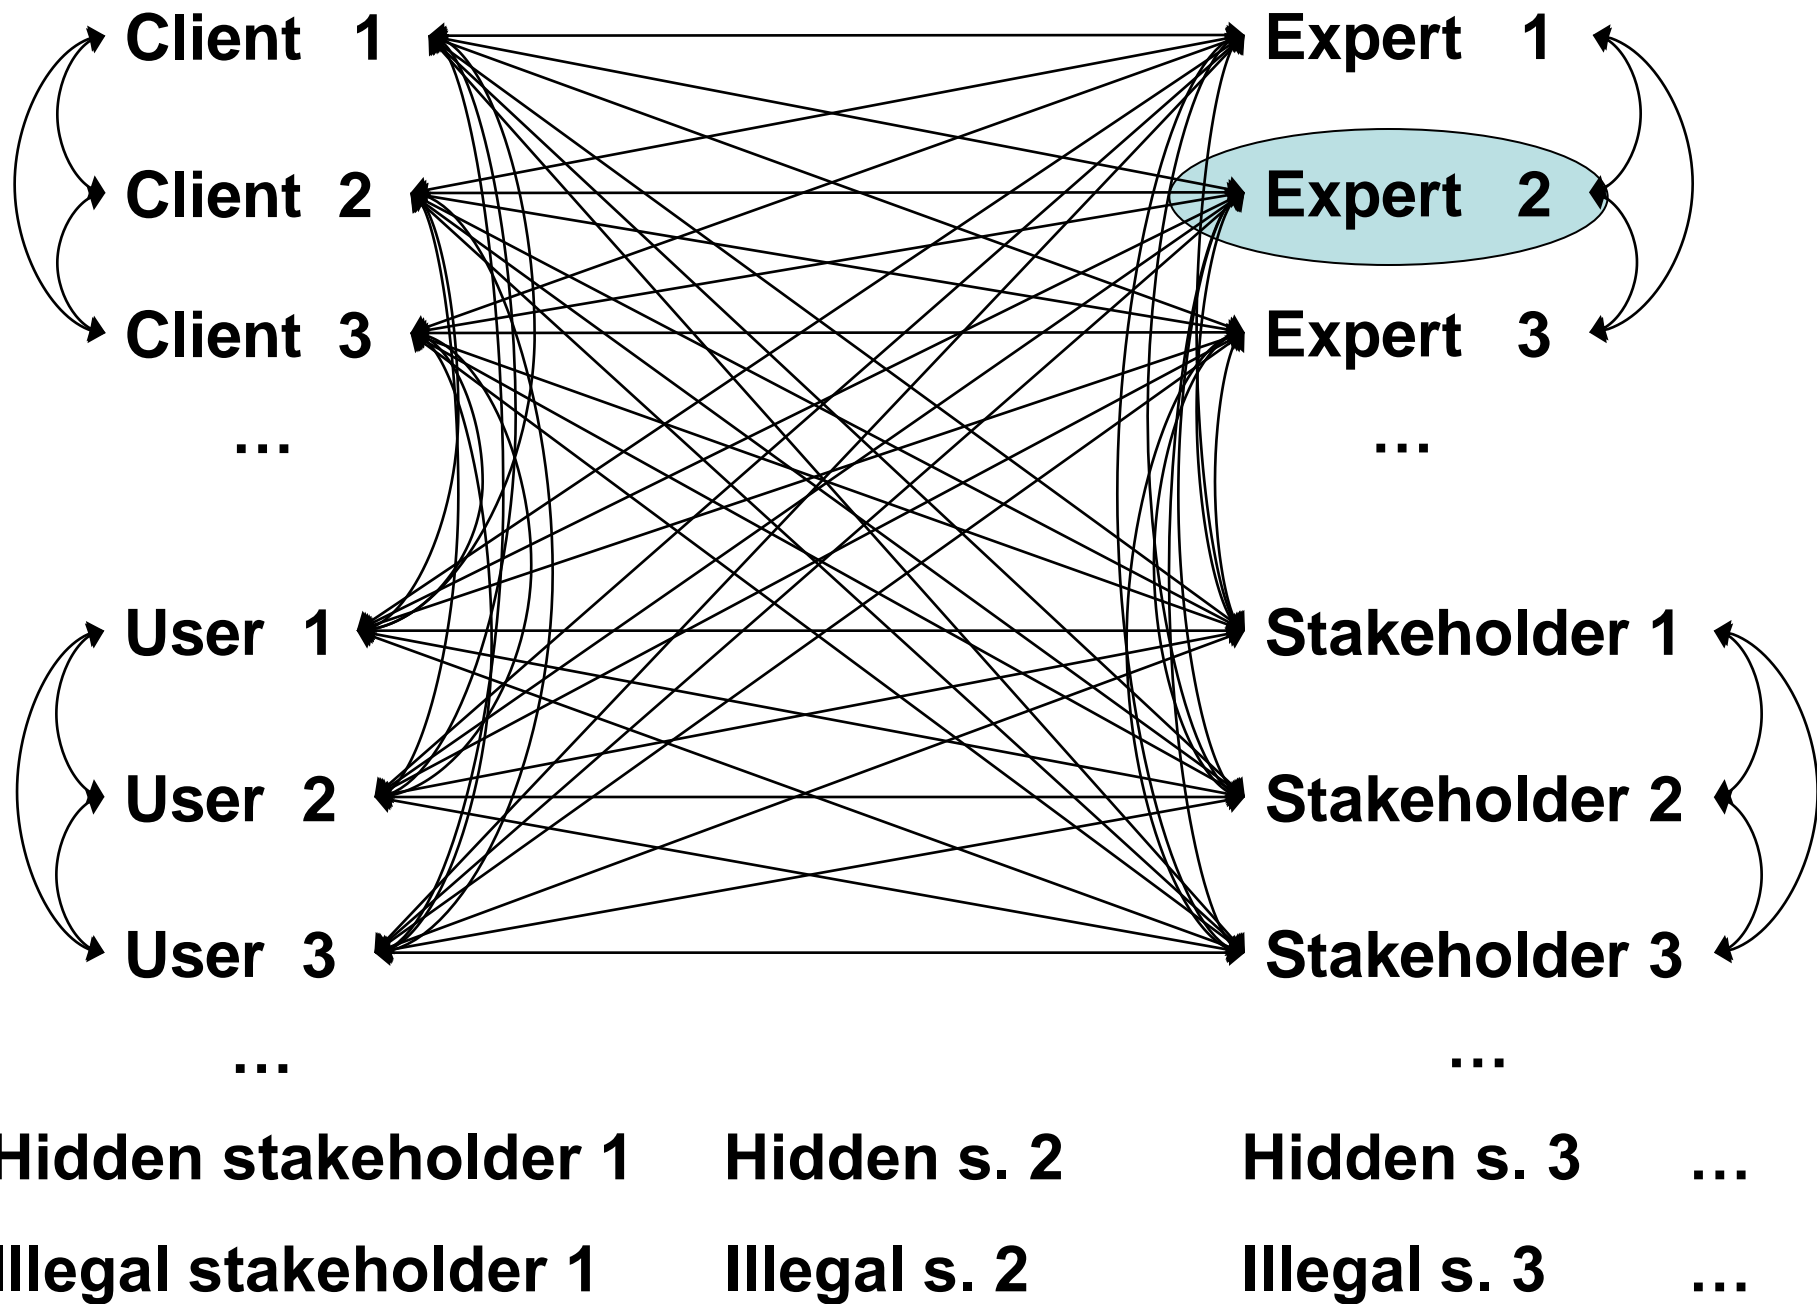 Client 1 Expert 1
Client 2 Expert 2
Client 3 Expert 3
… …
User 1 Stakeholder 1
User 2 Stakeholder 2
User 3 Stakeholder 3
… …
Hidden stakeholder 1 Hidden s. 2 Hidden s. 3 …
Illegal stakeholder 1 Illegal s. 2 Illegal s. 3 …